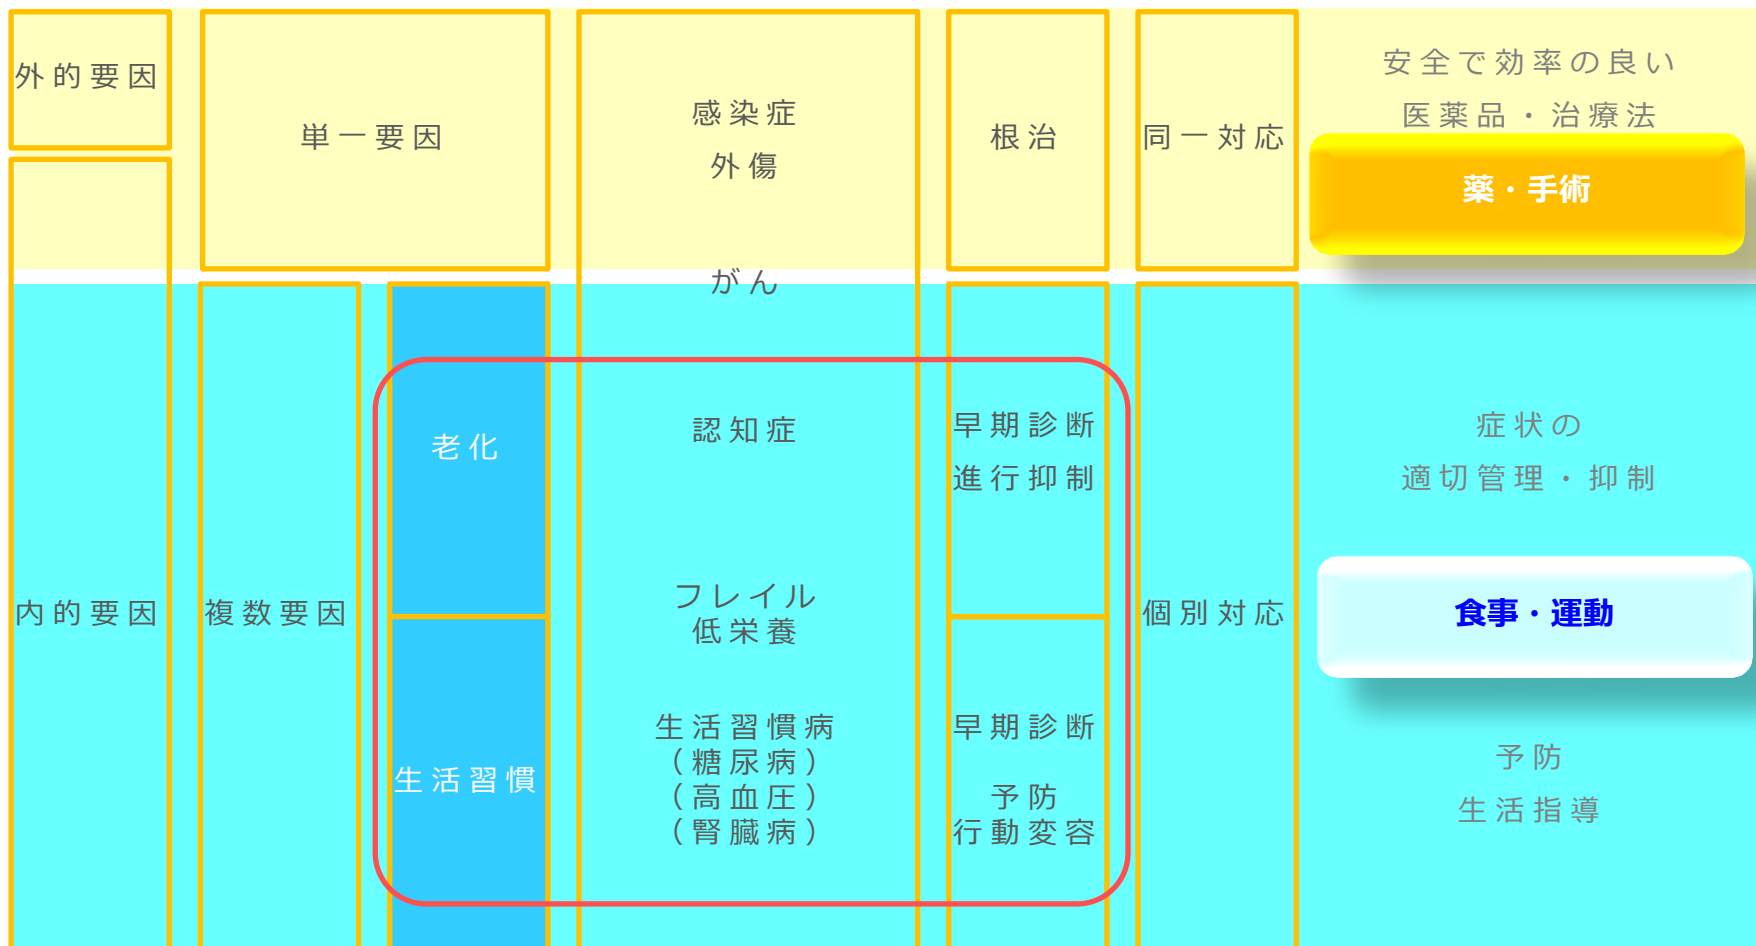 外的要因
単一要因
感染症
外傷
根治
同一対応
安全で効率の良い
医薬品・治療法
薬・手術
がん
老化
認知症
早期診断
進行抑制
症状の
適切管理・抑制
内的要因
複数要因
フレイル
低栄養
個別対応
食事・運動
生活習慣
生活習慣病
（糖尿病）
（高血圧）
（腎臓病）
早期診断
予防
行動変容
予防
生活指導